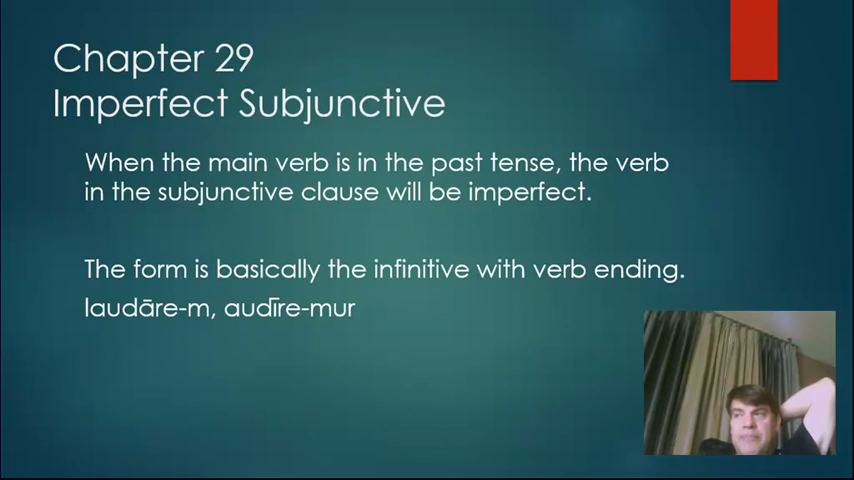 Chapter 29
Imperfect Subjunctive
When the main verb is in the past tense, the verb
in the subjunctive clause will be imperfect.
The form is basically the infinitive with verb ending.
laudāre-m, audīre-mur